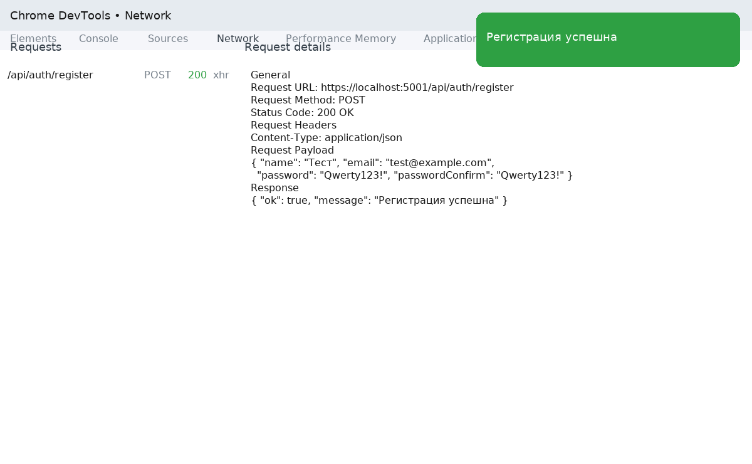 Chrome DevTools • Network
Регистрация успешна
Elements Console Sources Network Performance Memory Application
Requests
/api/auth/register POST 200 xhr
Request details
General
Request URL: https://localhost:5001/api/auth/register
Request Method: POST
Status Code: 200 OK
Request Headers
Content-Type: application/json
Request Payload
{ "name": "Тест", "email": "test@example.com",
"password": "Qwerty123!", "passwordConfirm": "Qwerty123!" }
Response
{ "ok": true, "message": "Регистрация успешна" }